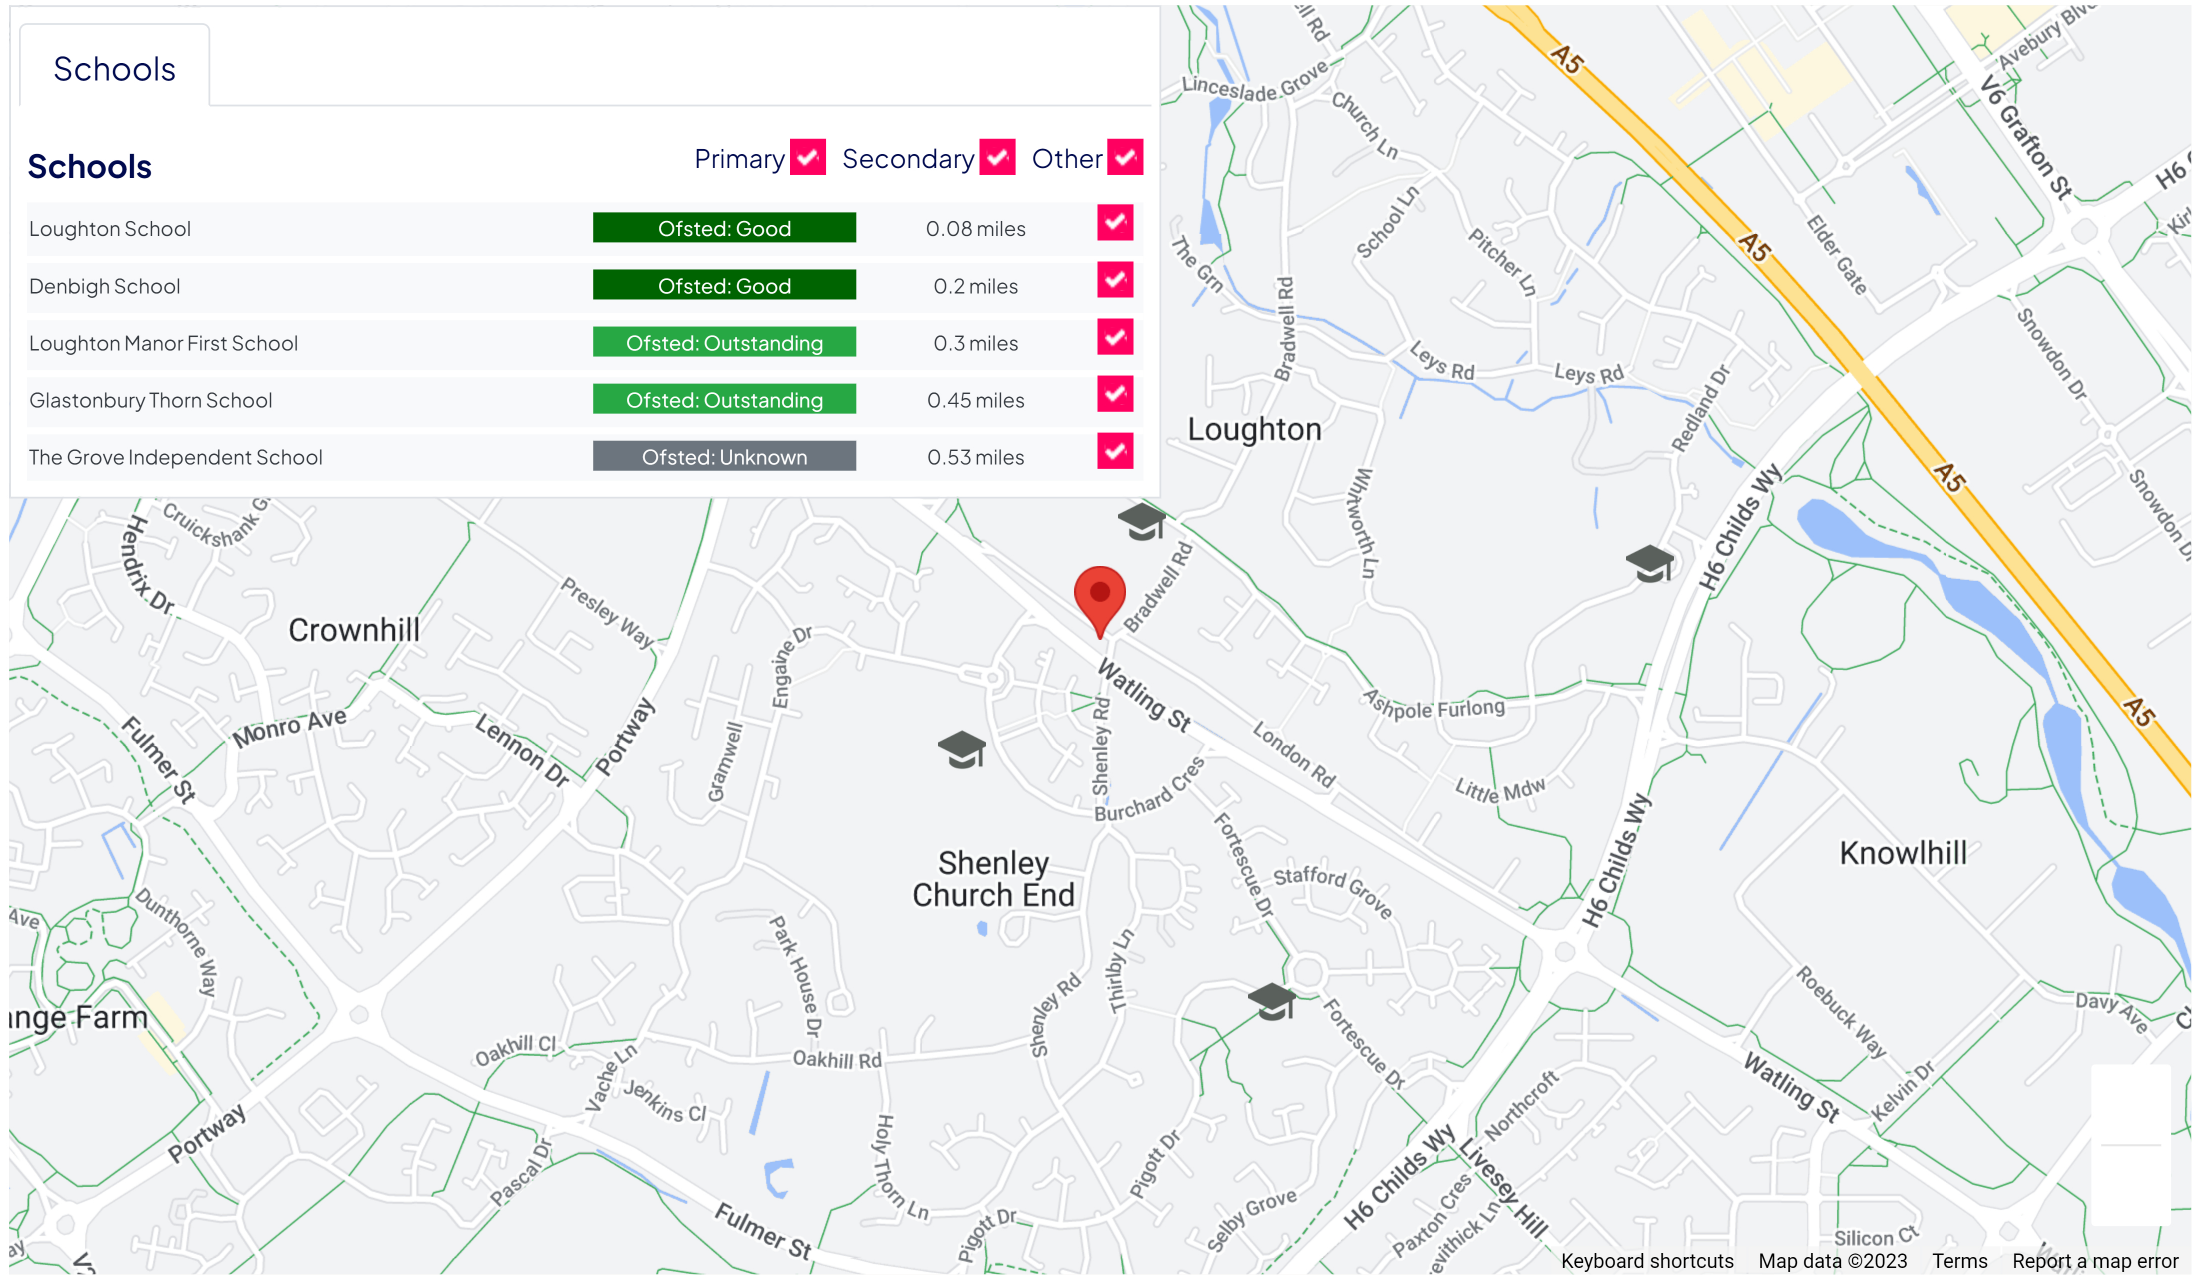 Schools
Schools
Primary Secondary Other
Loughton School Ofsted: Good 0.08 miles
Denbigh School Ofsted: Good 0.2 miles
Loughton Manor First School Ofsted: Outstanding 0.3 miles
Glastonbury Thorn School Ofsted: Outstanding 0.45 miles
The Grove Independent School Ofsted: Unknown 0.53 miles
ll Rd
Linceslade Grove
Church Ln
School Ln
Pitcher Ln
The Grn
Bradwell Rd
Leys Rd
Leys Rd
Redland Dr
Loughton
Whitworth Ln
A5
A5
A5
A5
Avebury Blv
V6 Grafton St
H6
Elder Gate
Snowdon Dr
Snowdon D
H6 Childs Wy
Cruickshank G
Hendrix Dr
Presley Way
Crownhill
Bradwell Rd
Engaine Dr
Watling St
Ashpole Furlong
Monro Ave
Fulmer St
Lennon Dr
Portway
Gramwell
Shenley Rd
London Rd
Burchard Cres
Little Mdw
H6 Childs Wy
Knowlhill
Shenley
Church End
Fortescue Dr
Stafford Grove
Ave
Dunthorne Way
Park House Dr
Thirlby Ln
Shenley Rd
Roebuck Way
Davy Ave
ange Farm
Oakhill Cl
Oakhill Rd
Vache Ln
Jenkins Cl
Fortescue Dr
Northcroft
Watling St
Kelvin Dr
Portway
Pascal Dr
Holy Thorn Ln
Pigott Dr
Pigott Dr
Selby Grove
H6 Childs Wy
Livesey Hill
Paxton Cres
evithick Ln
Fulmer St
Silicon Ct
ay
Keyboard shortcuts Map data ©2023 Terms Report a map error